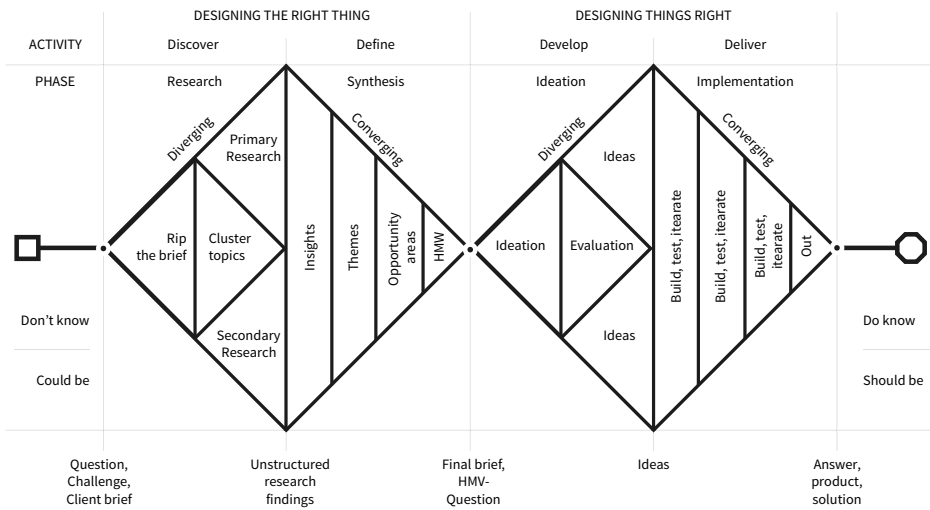 DESIGNING THE RIGHT THING
DESIGNING THINGS RIGHT
ACTIVITY
Discover
Define
Develop
Deliver
PHASE
Research
Synthesis
Ideation
Implementation
Diverging
Converging
Diverging
Converging
Primary
Research
Rip
the brief
Cluster
topics
Secondary
Research
Insights
Themes
Opportunity
areas
HMW
Ideas
Ideation
Evaluation
Ideas
Build, test, itearate
Build, test, itearate
Build, test,
itearate
Out
Don’t know
Could be
Do know
Should be
Question,
Challenge,
Client brief
Unstructured
research
findings
Final brief,
HMV-
Question
Ideas
Answer,
product,
solution